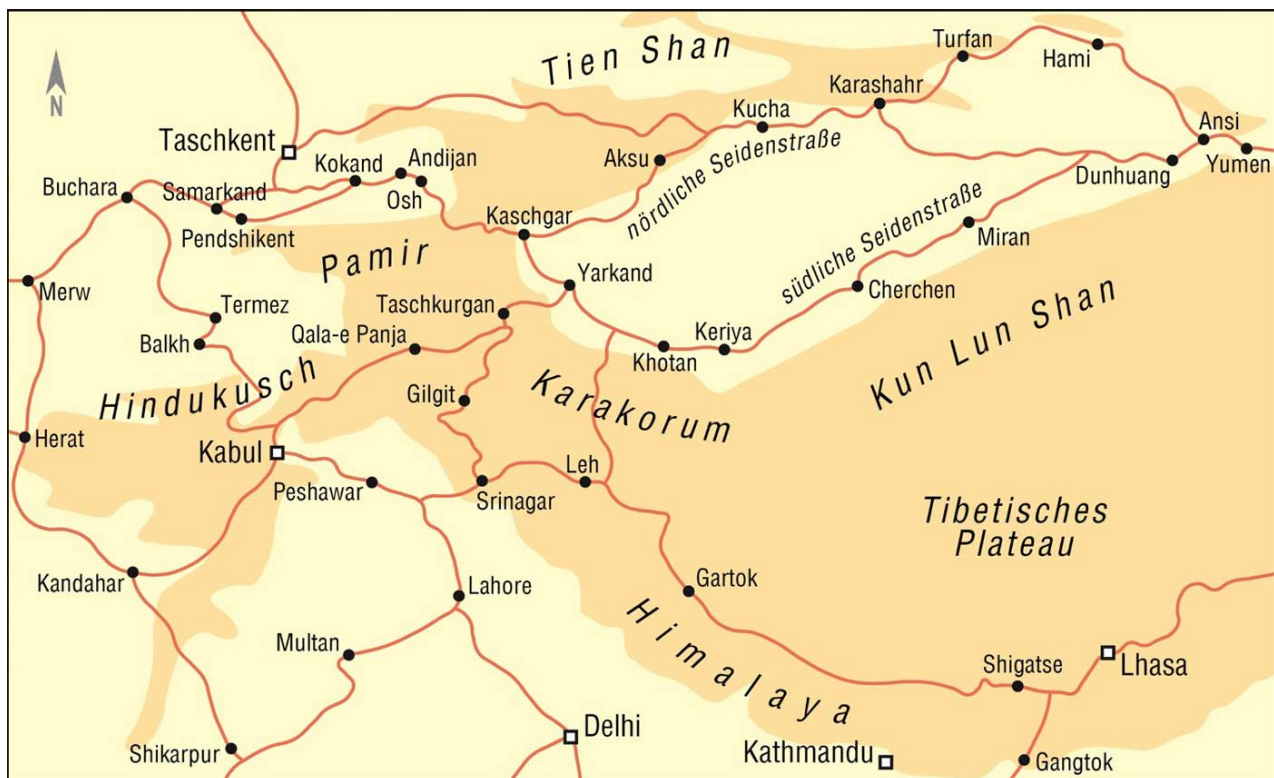 Tien Shan
Turfan
Hami
Karashahr
Kucha
Ansi
Yumen
Taschkent
Kokand
Andijan
Aksu
nördliche Seidenstraße
Dunhuang
Buchara
Samarkand
Osh
Pendshikent
Kaschgar
Miran
Pamir
südliche Seidenstraße
Merw
Yarkand
Cherchen
Termez
Taschkurgan
Balkh
Qala-e Panja
Khotan
Keriya
Kun Lun Shan
Hindukusch
Gilgit
Karakorum
Herat
Kabul
Peshawar
Srinagar
Leh
Tibetisches
Plateau
Kandahar
Lahore
Gartok
Himalaya
Multan
Shigatse
Lhasa
Shikarpur
Delhi
Kathmandu
Gangtok
N